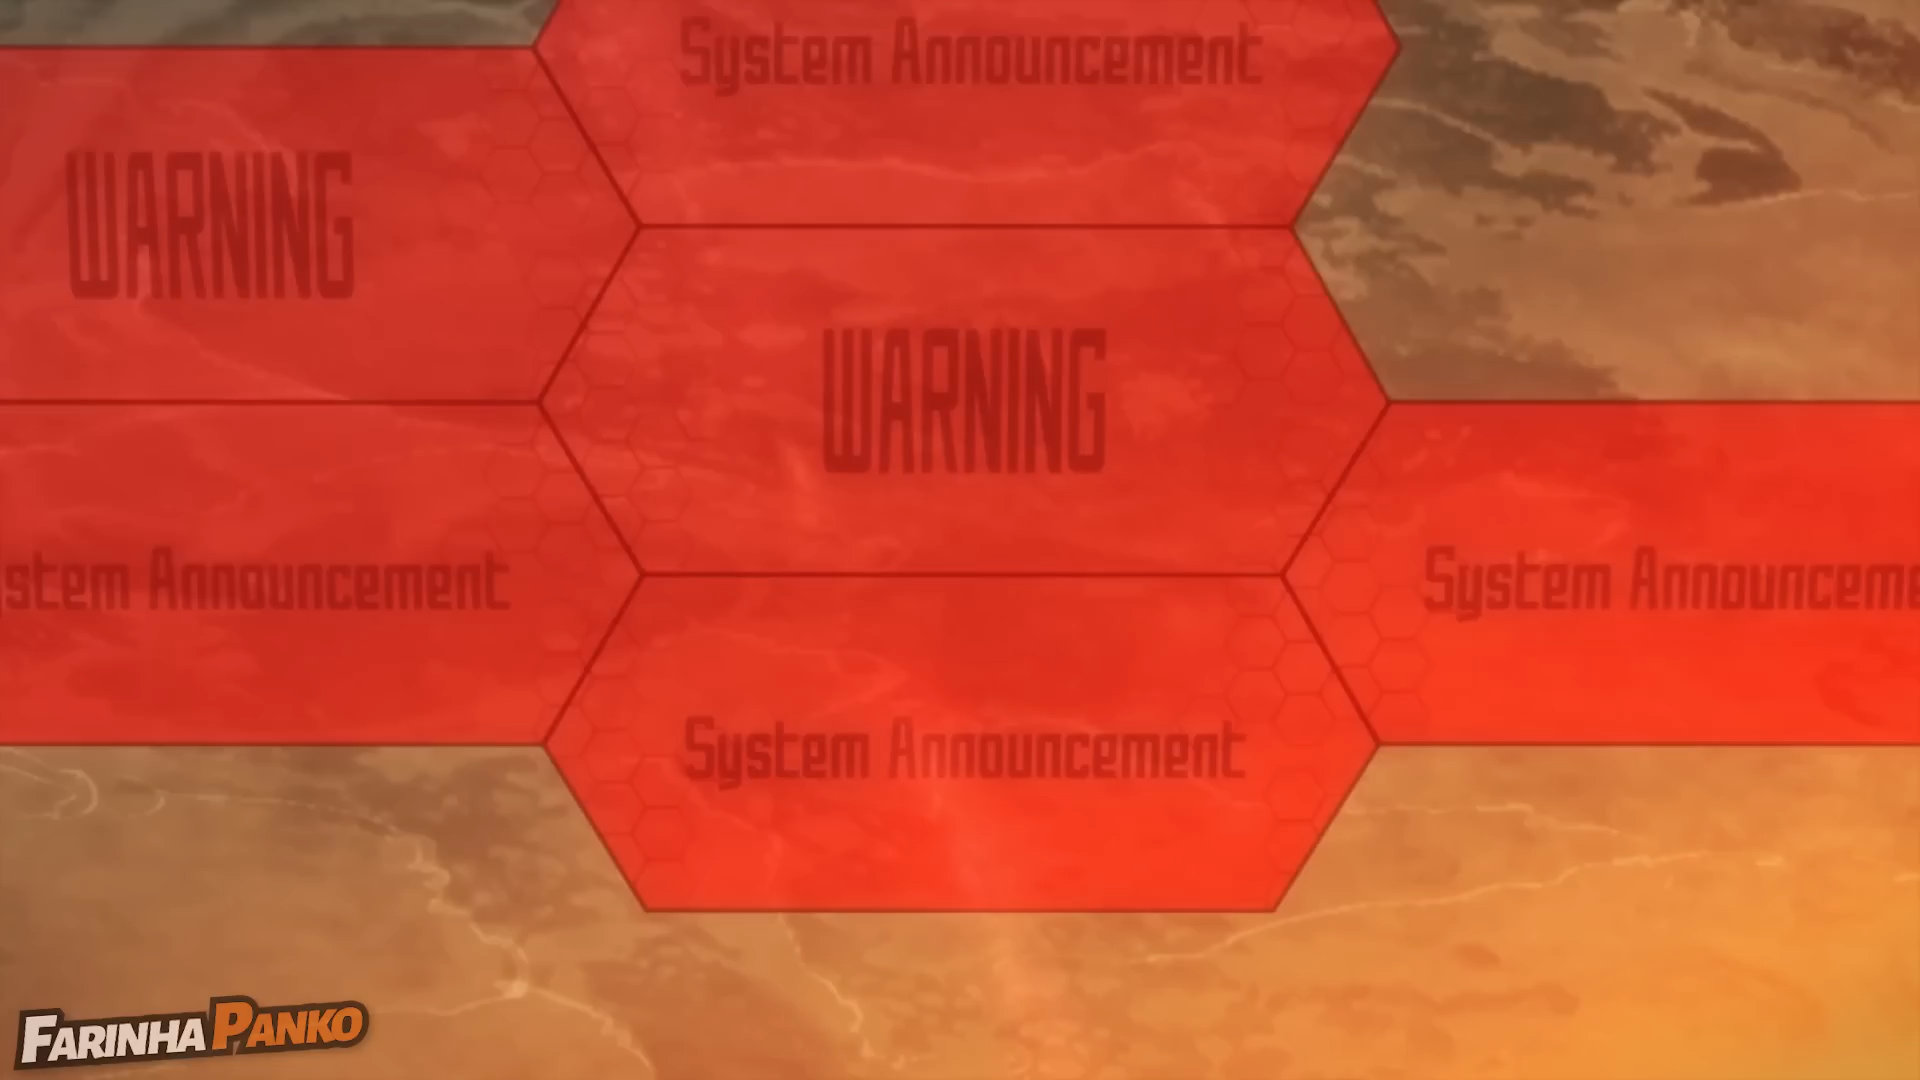 System Announcement
WARNING
WARNING
stem Announcement
System Announceme
System Announcement
FARINHA PANKO